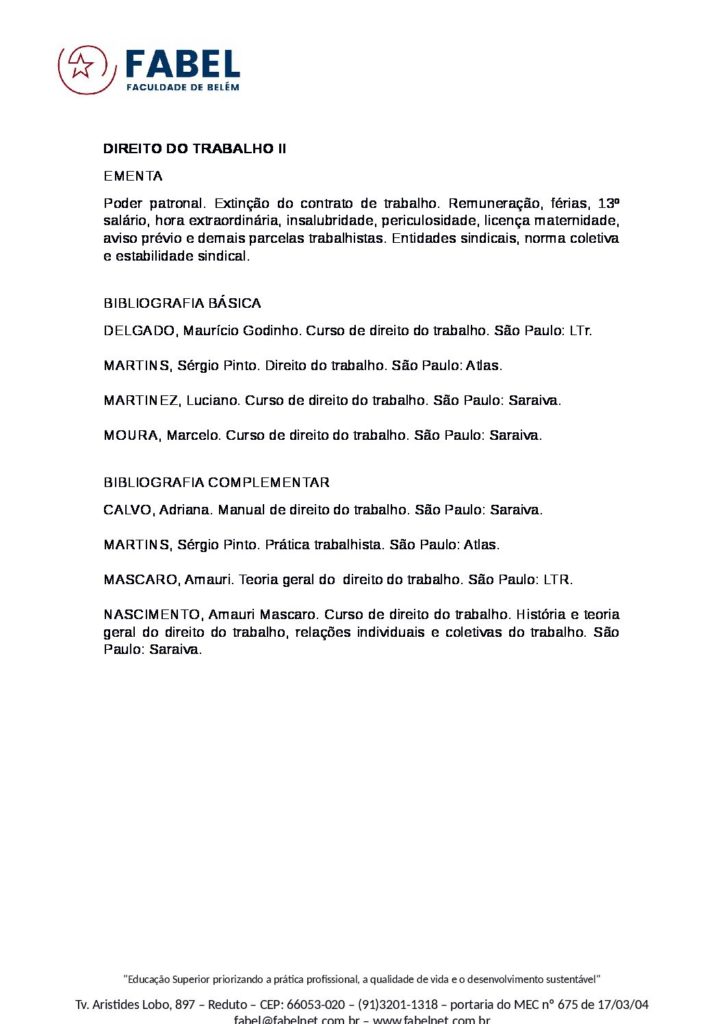 FABEL
FACULDADE DE BELÉM
DIREITO DO TRABALHO II
EMENTA
Poder patronal. Extinção do contrato de trabalho. Remuneração, férias, 13º
salário, hora extraordinária, insalubridade, periculosidade, licença maternidade,
aviso prévio e demais parcelas trabalhistas. Entidades sindicais, norma coletiva
e estabilidade sindical.
BIBLIOGRAFIA BÁSICA
DELGADO, Maurício Godinho. Curso de direito do trabalho. São Paulo: LTr.
MARTINS, Sérgio Pinto. Direito do trabalho. São Paulo: Atlas.
MARTINEZ, Luciano. Curso de direito do trabalho. São Paulo: Saraiva.
MOURA, Marcelo. Curso de direito do trabalho. São Paulo: Saraiva.
BIBLIOGRAFIA COMPLEMENTAR
CALVO, Adriana. Manual de direito do trabalho. São Paulo: Saraiva.
MARTINS, Sérgio Pinto. Prática trabalhista. São Paulo: Atlas.
MASCARO, Amauri. Teoria geral do direito do trabalho. São Paulo: LTR.
NASCIMENTO, Amauri Mascaro. Curso de direito do trabalho. História e teoria
geral do direito do trabalho, relações individuais e coletivas do trabalho. São
Paulo: Saraiva.
"Educação Superior priorizando a prática profissional, a qualidade de vida e o desenvolvimento sustentável"
Tv. Aristides Lobo, 897 – Reduto – CEP: 66053-020 – (91)3201-1318 – portaria do MEC nº 675 de 17/03/04
fabel@fabelnet.com.br – www.fabelnet.com.br